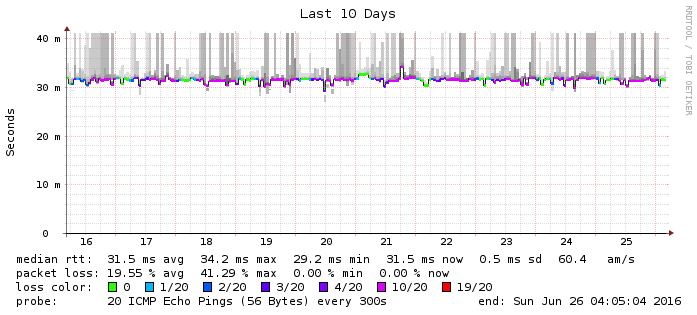 Last 10 Days
RRDTOOL / TOBI OETIKER
Seconds
40 m
30 m
20 m
10 m
0
16 17 18 19 20 21 22 23 24 25
median rtt: 31.5 ms avg 34.2 ms max 29.2 ms min 31.5 ms now 0.5 ms sd 60.4 am/s
packet loss: 19.55 % avg 41.29 % max 0.00 % min 0.00 % now
loss color: 0 1/20 2/20 3/20 4/20 10/20 19/20
probe: 20 ICMP Echo Pings (56 Bytes) every 300s end: Sun Jun 26 04:05:04 2016